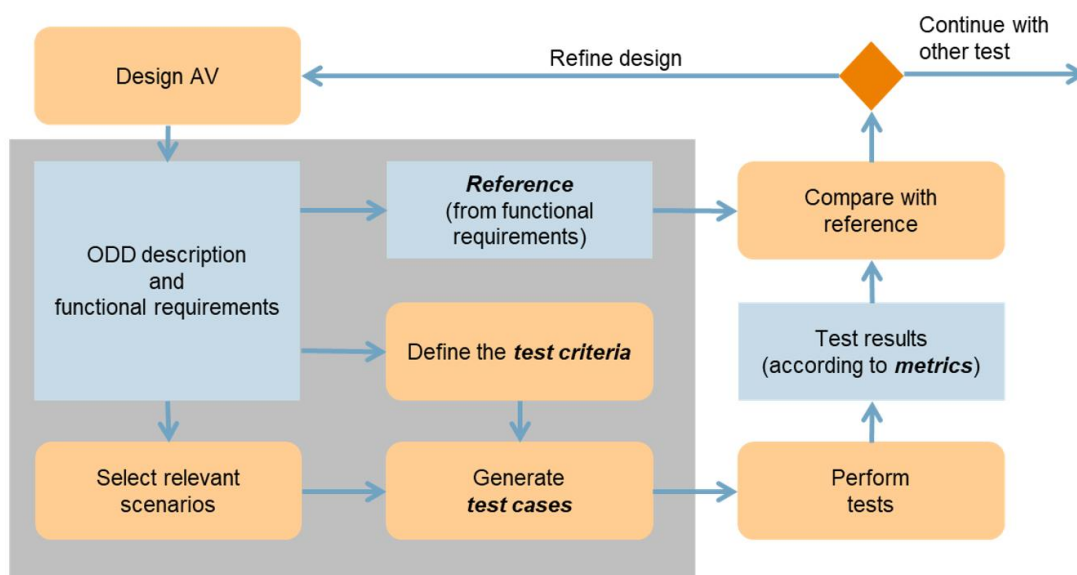 Continue with
other test
Design AV
Refine design
Reference
(from functional
requirements)
Compare with
reference
ODD description
and
functional requirements
Define the test criteria
Test results
(according to metrics)
Select relevant
scenarios
Generate
test cases
Perform
tests